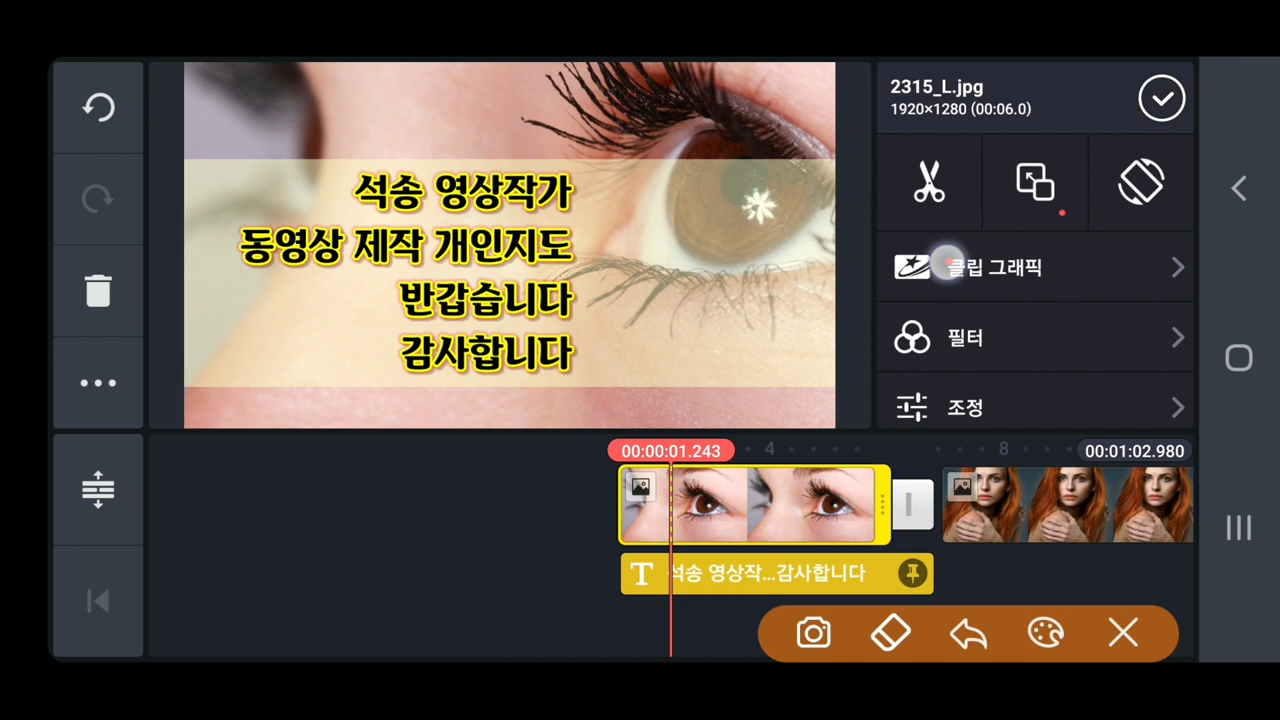 석송 영상작가
동영상 제작 개인지도
반갑습니다
감사합니다
2315_L.jpg
1920×1280 (00:06.0)
클립 그래픽
필터
조정
00:00:01.243
4
8
00:01:02.980
T 석송 영상작...감사합니다